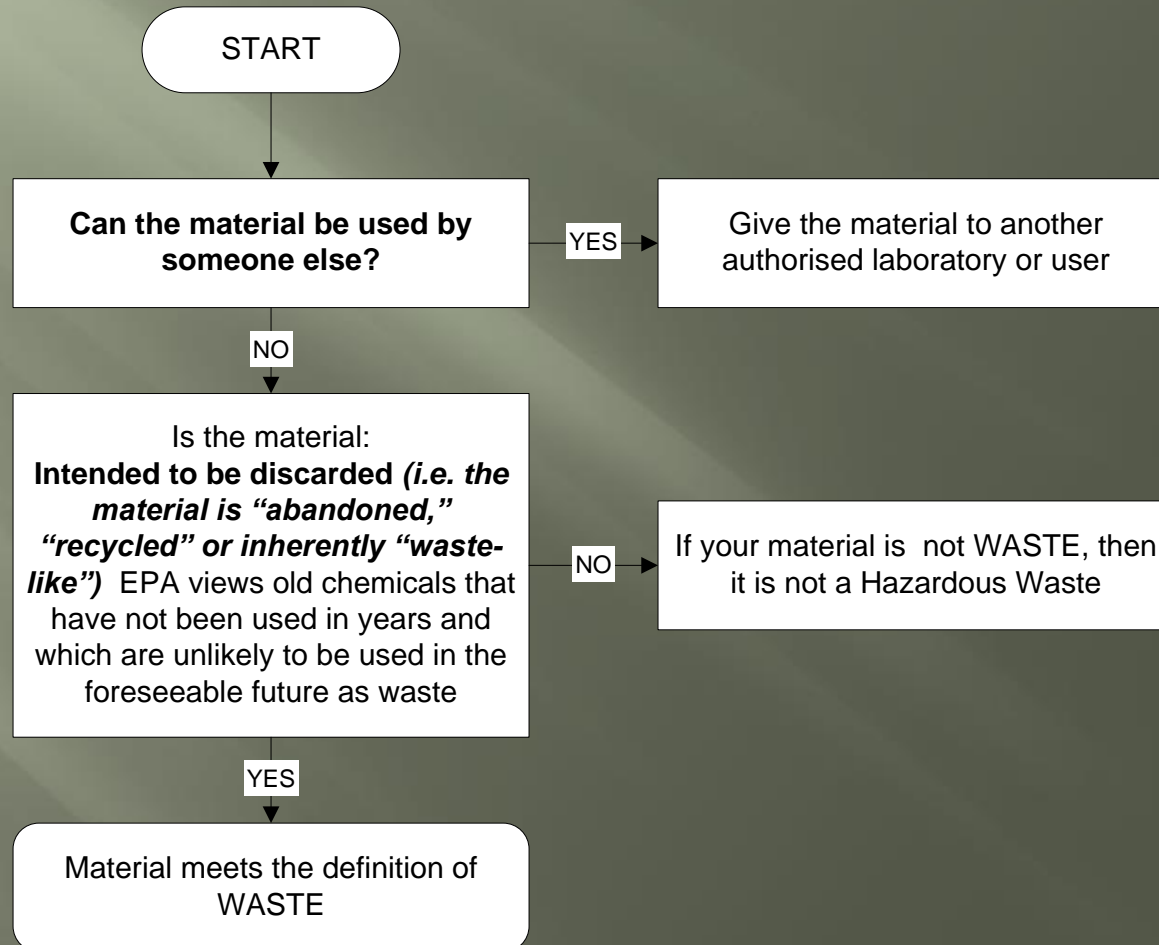 START
Can the material be used by
someone else?
YES
Give the material to another
authorised laboratory or user
NO
Is the material:
Intended to be discarded (i.e. the
material is “abandoned,”
“recycled” or inherently “waste-
like”) EPA views old chemicals that
have not been used in years and
which are unlikely to be used in the
foreseeable future as waste
NO
If your material is not WASTE, then
it is not a Hazardous Waste
YES
Material meets the definition of
WASTE